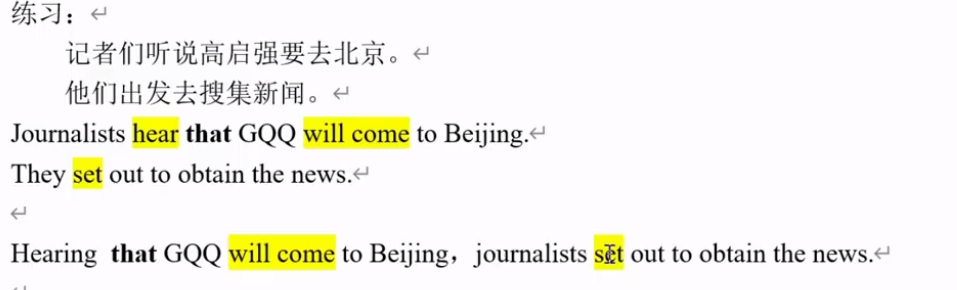 练习：
记者们听说高启强要去北京。
他们出发去搜集新闻。
Journalists hear that GQQ will come to Beijing.
They set out to obtain the news.
Hearing that GQQ will come to Beijing，journalists set out to obtain the news.